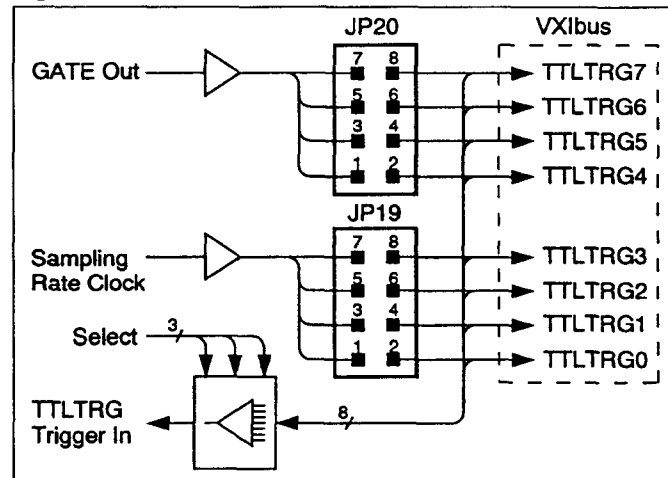 JP20
VXIbus
GATE Out
7 8
TTLTRG7
5 6
TTLTRG6
3 4
TTLTRG5
1 2
TTLTRG4
JP19
Sampling
Rate Clock
7 8
TTLTRG3
5 6
TTLTRG2
3 4
TTLTRG1
1 2
TTLTRG0
Select
3
TTLTRG
Trigger In
8